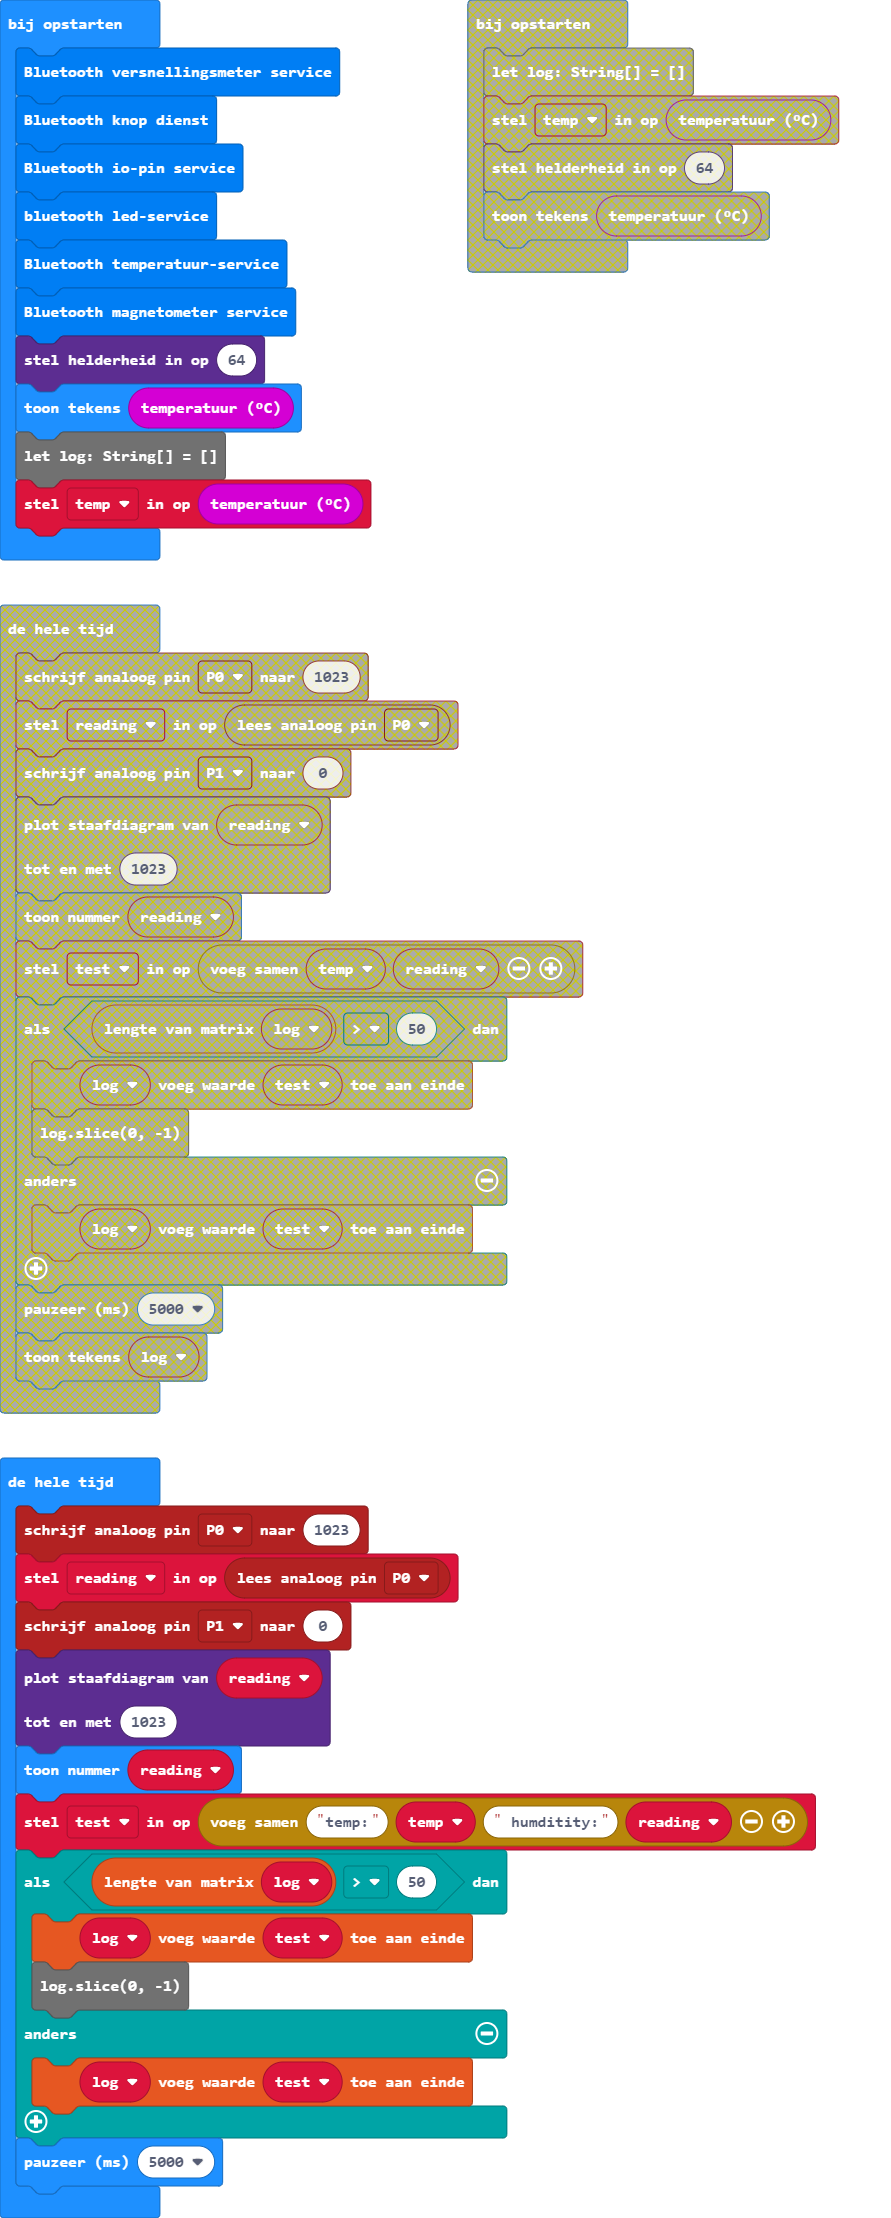 bij opstarten
Bluetooth versnellingsmeter service
Bluetooth knop dienst
Bluetooth io-pin service
bluetooth led-service
Bluetooth temperatuur-service
Bluetooth magnetometer service
stel helderheid in op 64
toon tekens temperatuur (ºC)
let log: String[] = []
stel temp in op temperatuur (ºC)
bij opstarten
let log: String[] = []
stel temp in op temperatuur (ºC)
stel helderheid in op 64
toon tekens temperatuur (ºC)
de hele tijd
schrijf analoog pin P0 naar 1023
stel reading in op lees analoog pin P0
schrijf analoog pin P1 naar 0
plot staafdiagram van reading
tot en met 1023
toon nummer reading
stel test in op voeg samen temp reading
als lengte van matrix log > 50 dan
log voeg waarde test toe aan einde
log.slice(0, -1)
anders
log voeg waarde test toe aan einde
pauzeer (ms) 5000
toon tekens log
de hele tijd
schrijf analoog pin P0 naar 1023
stel reading in op lees analoog pin P0
schrijf analoog pin P1 naar 0
plot staafdiagram van reading
tot en met 1023
toon nummer reading
stel test in op voeg samen "temp:" temp " humditity:" reading
als lengte van matrix log > 50 dan
log voeg waarde test toe aan einde
log.slice(0, -1)
anders
log voeg waarde test toe aan einde
pauzeer (ms) 5000